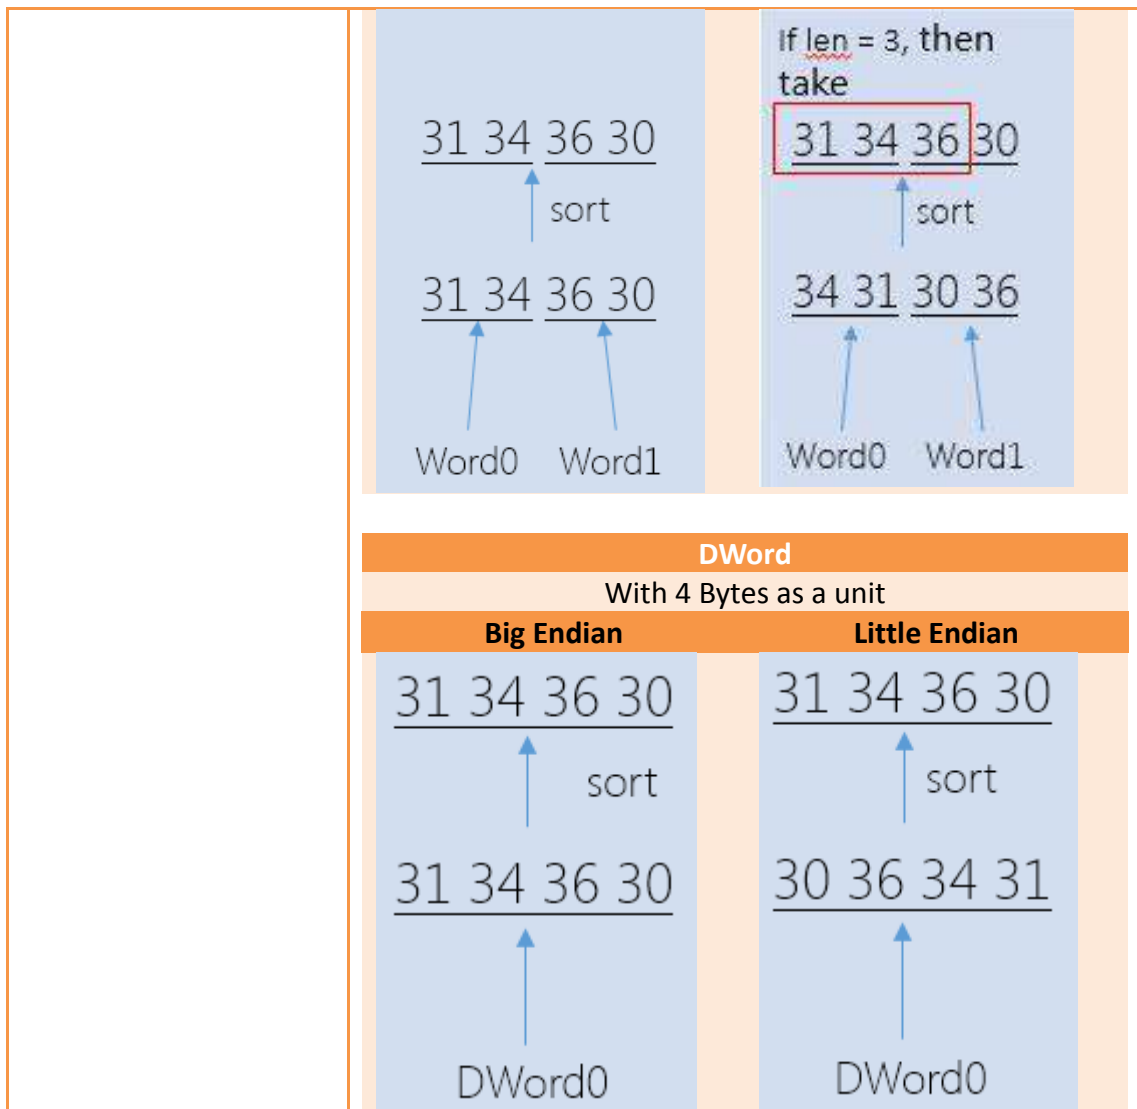 31 34 36 30
sort
31 34 36 30
Word0 Word1
If len = 3, then
take
31 34 36 30
sort
34 31 30 36
Word0 Word1
DWord
With 4 Bytes as a unit
Big Endian
Little Endian
31 34 36 30
sort
31 34 36 30
DWord0
31 34 36 30
sort
30 36 34 31
DWord0